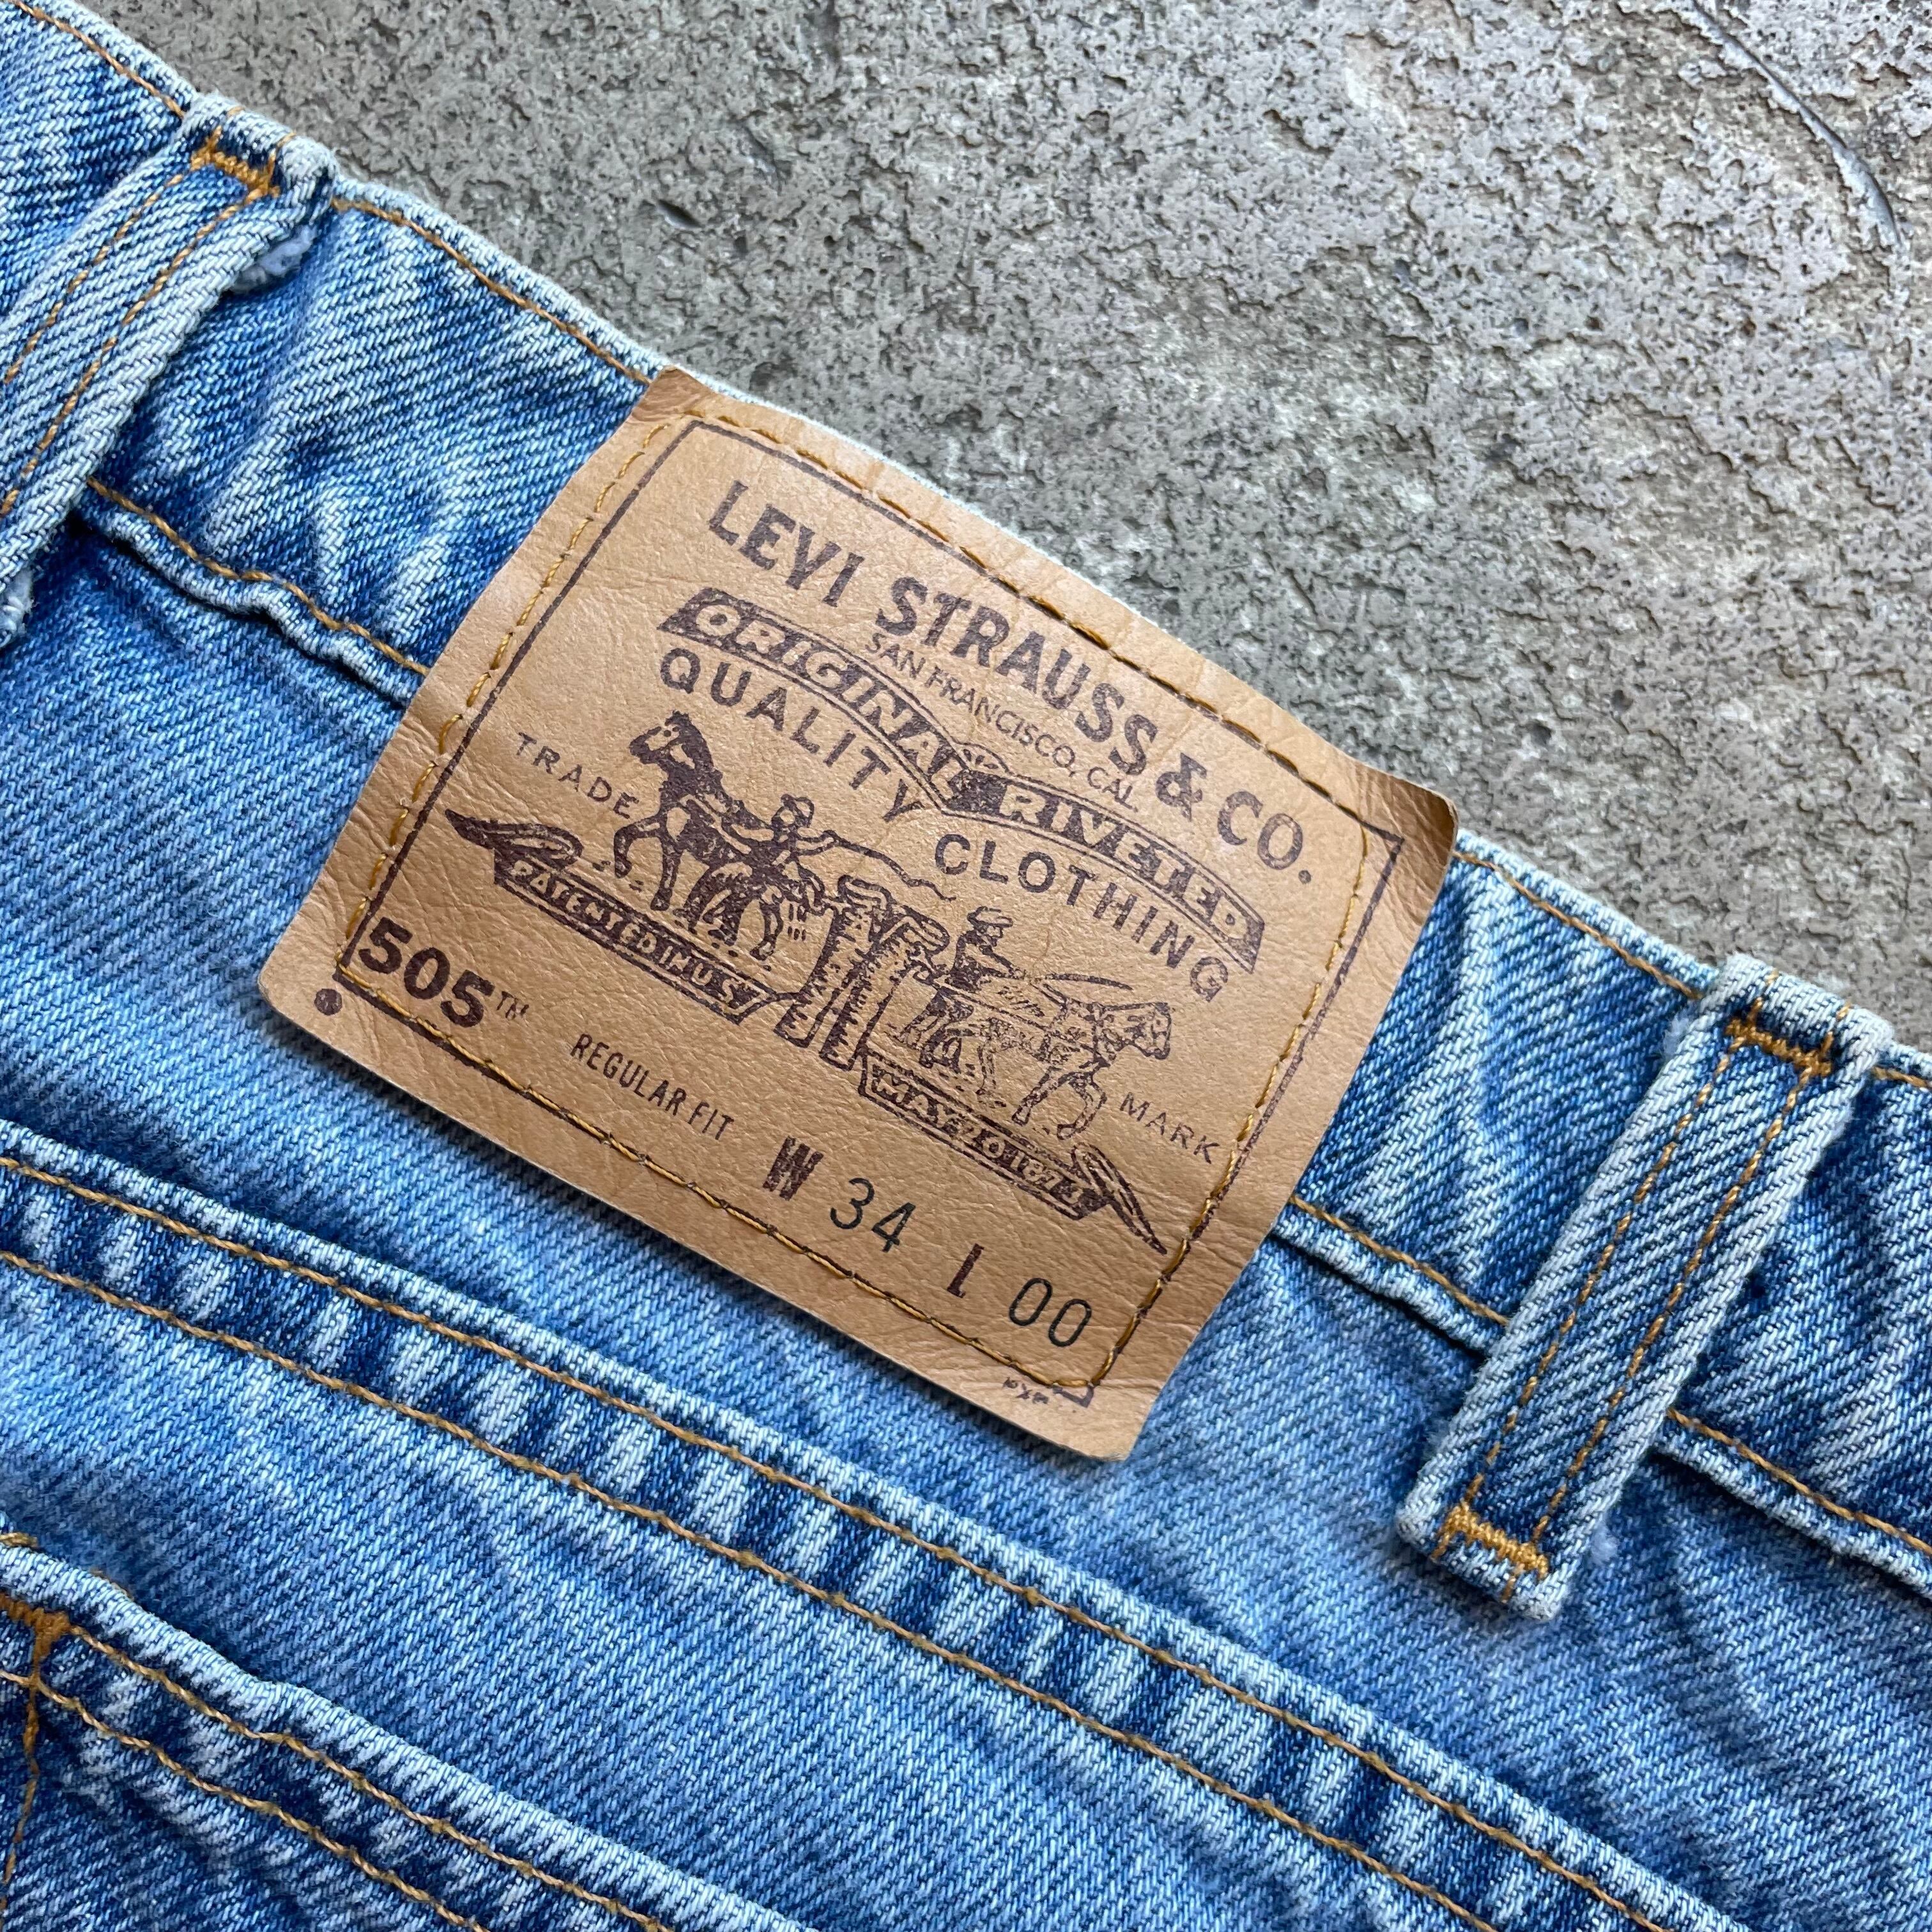 LEVI STRAUSS & CO.
SAN FRANCISCO, CAL.
ORIGINAL RIVETED
QUALITY CLOTHING
TRADE MARK
PATENTED IN U.S.
MAY 20 1873
505™
REGULAR FIT
W 34 L 00